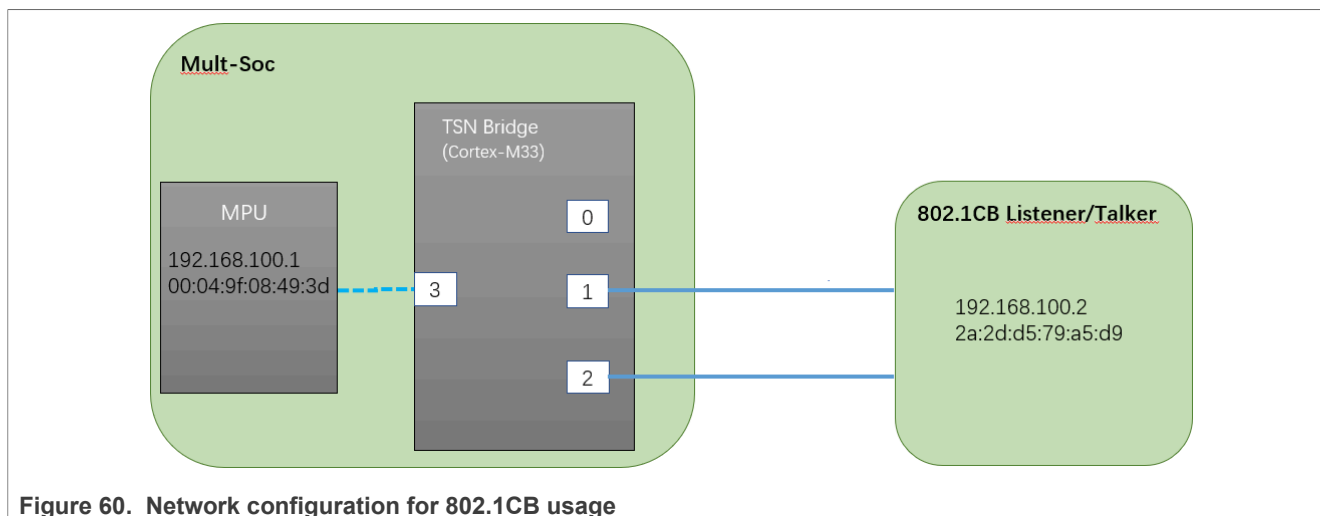 Mult-Soc
TSN Bridge
(Cortex-M33)
MPU
192.168.100.1
00:04:9f:08:49:3d
3
0
1
2
802.1CB Listener/Talker
192.168.100.2
2a:2d:d5:79:a5:d9
Figure 60. Network configuration for 802.1CB usage